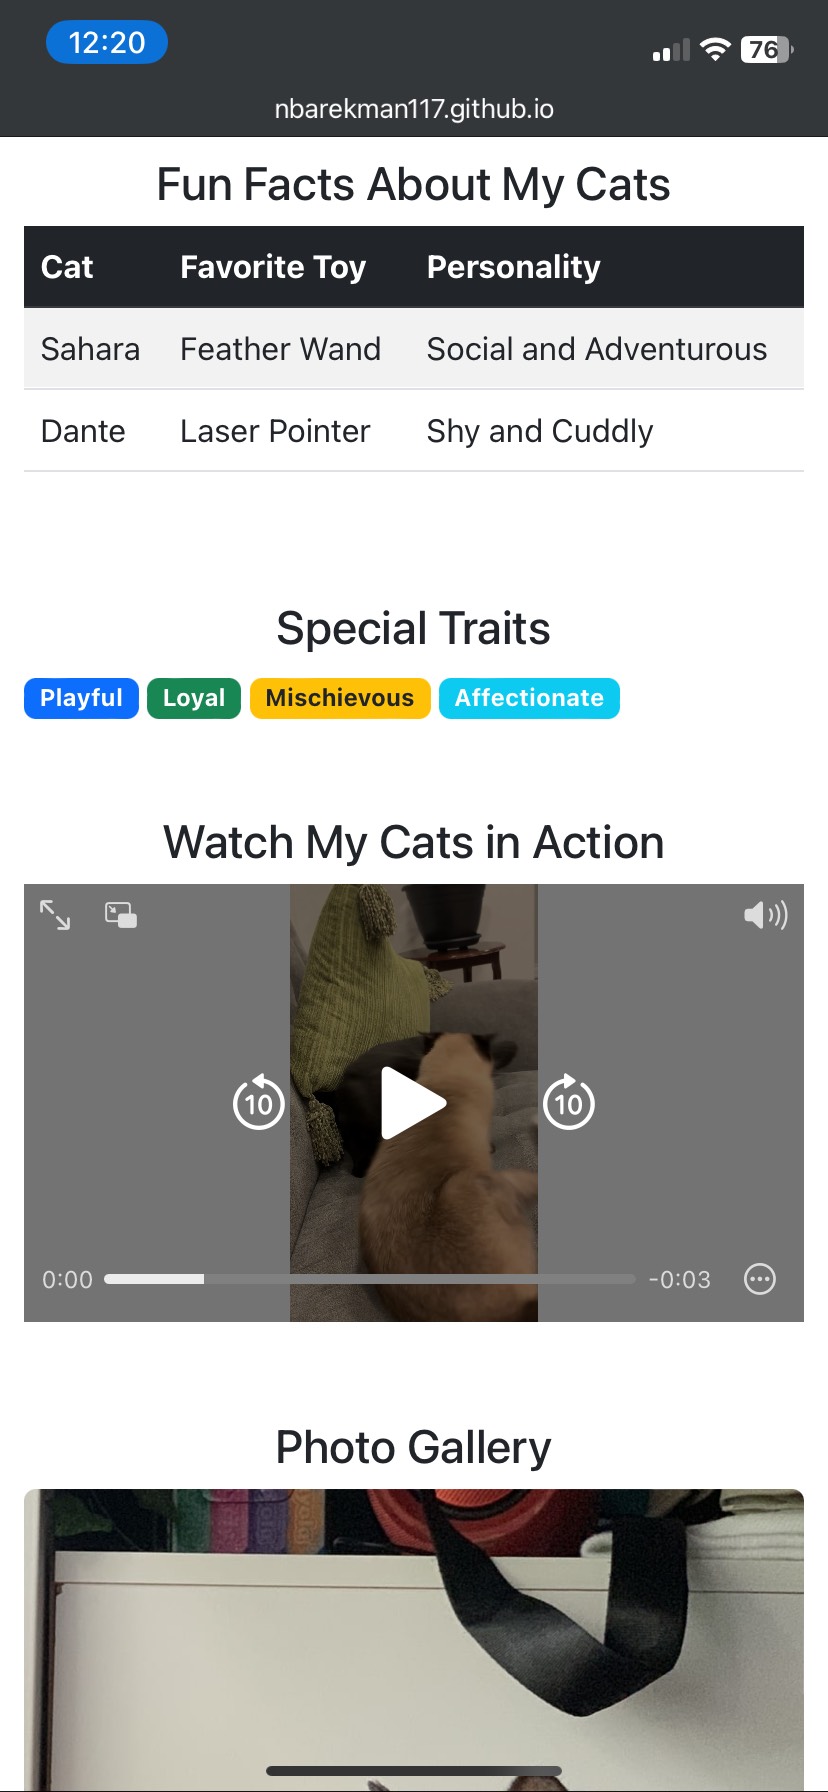 12:20
76
nbarekman117.github.io
Fun Facts About My Cats
Cat Favorite Toy Personality
Sahara Feather Wand Social and Adventurous
Dante Laser Pointer Shy and Cuddly
Special Traits
Playful Loyal Mischievous Affectionate
Watch My Cats in Action
10 10
0:00 -0:03
Photo Gallery